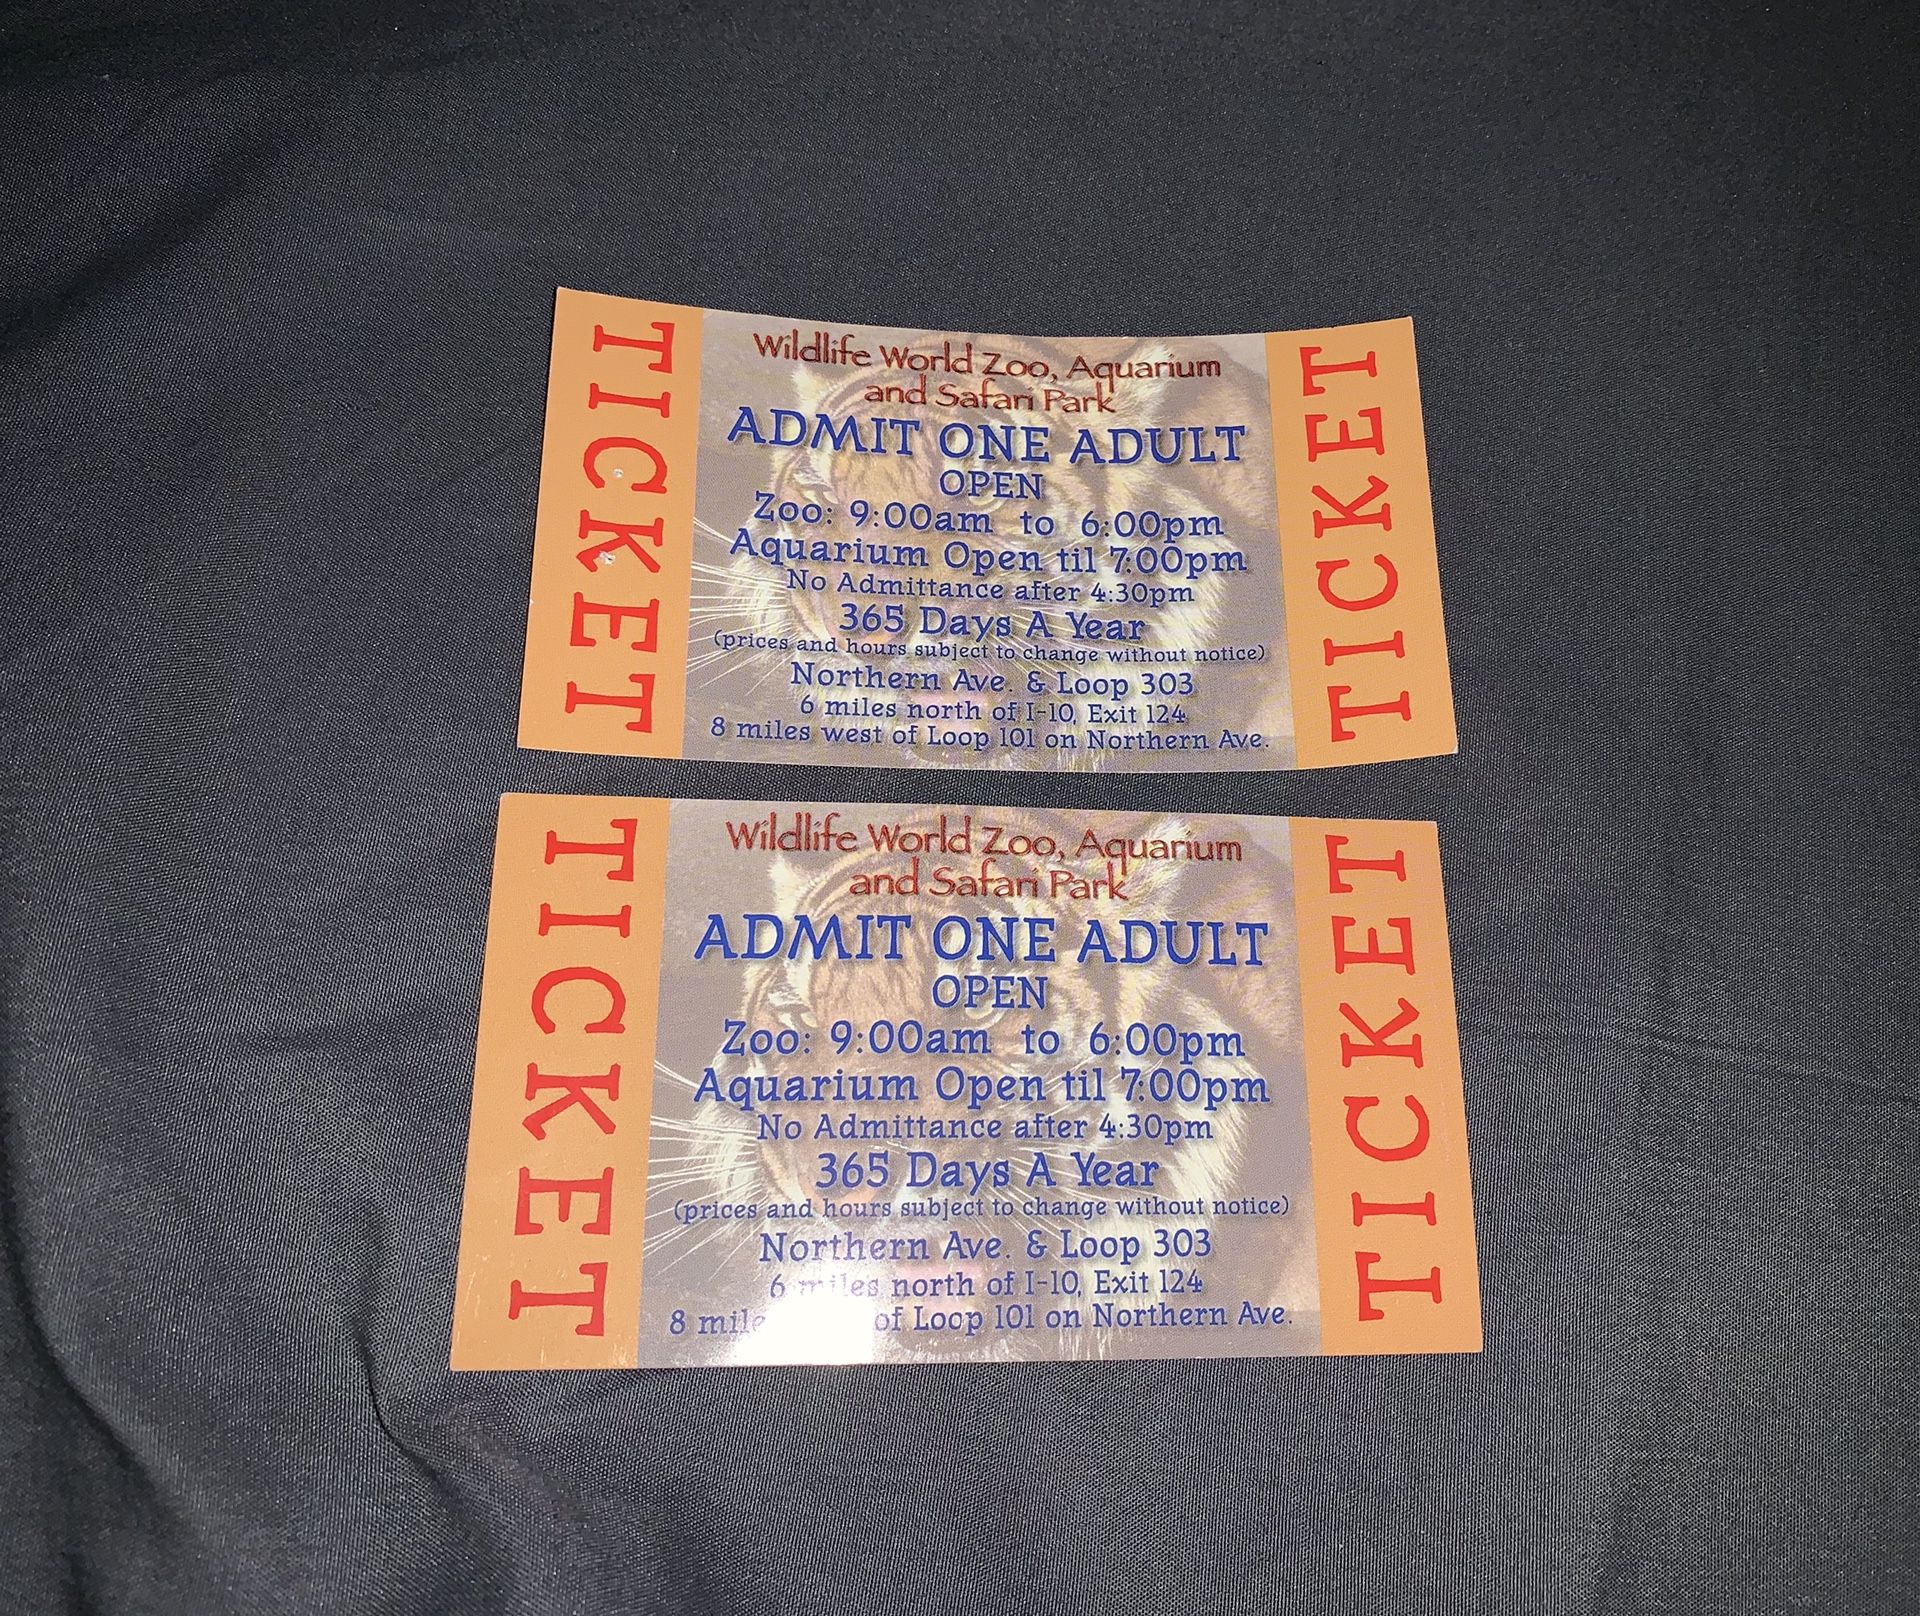 TICKET
Wildlife World Zoo, Aquarium
and Safari Park
ADMIT ONE ADULT
OPEN
Zoo: 9:00am to 6:00pm
Aquarium Open til 7:00pm
No Admittance after 4:30pm
365 Days A Year
(prices and hours subject to change without notice)
Northern Ave. & Loop 303
6 miles north of I-10, Exit 124
8 miles west of Loop 101 on Northern Ave.
TICKET
TICKET
Wildlife World Zoo, Aquarium
and Safari Park
ADMIT ONE ADULT
OPEN
Zoo: 9:00am to 6:00pm
Aquarium Open til 7:00pm
No Admittance after 4:30pm
365 Days A Year
(prices and hours subject to change without notice)
Northern Ave. & Loop 303
6 miles north of I-10, Exit 124
8 of Loop 101 on Northern Ave.
TICKET